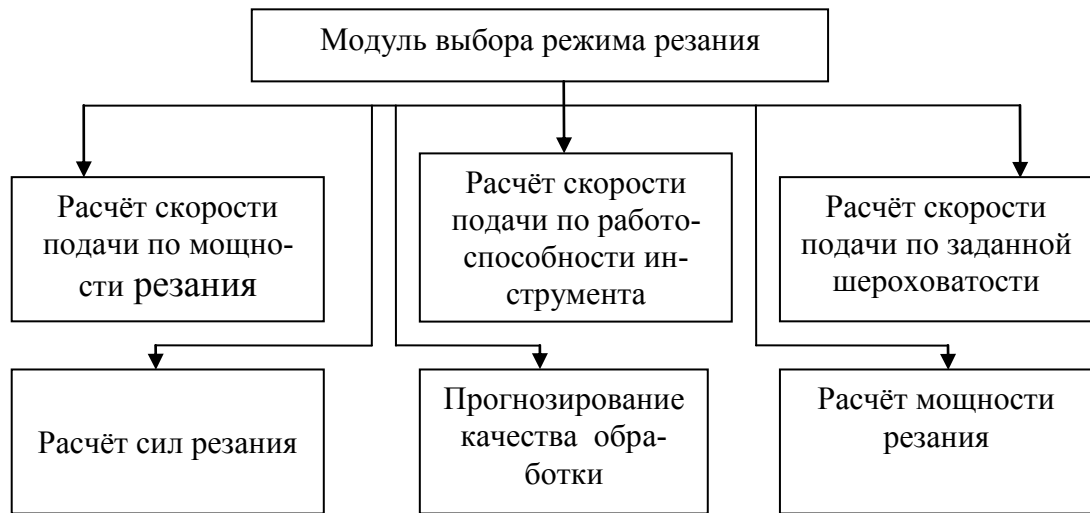 Модуль выбора режима резания
Расчёт скорости
подачи по мощно-
сти резания
Расчёт скорости
подачи по работо-
способности ин-
струмента
Расчёт скорости
подачи по заданной
шероховатости
Расчёт сил резания
Прогнозирование
качества обра-
ботки
Расчёт мощности
резания